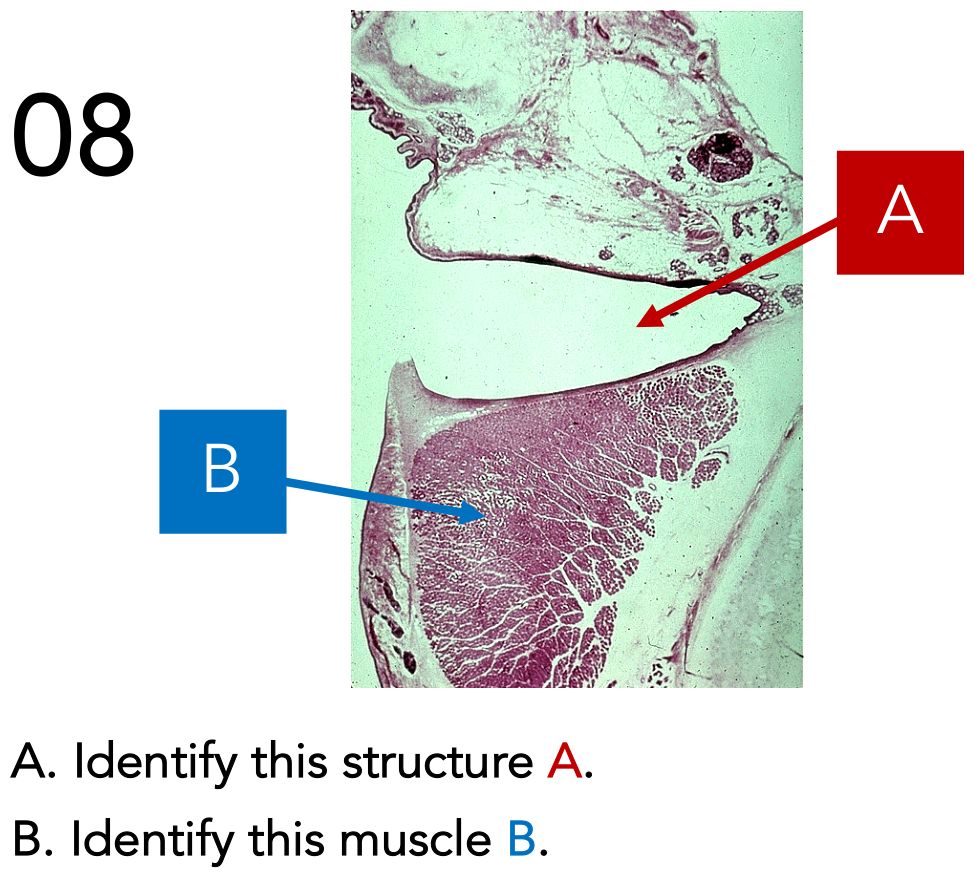 08
A
B
A. Identify this structure A.
B. Identify this muscle B.